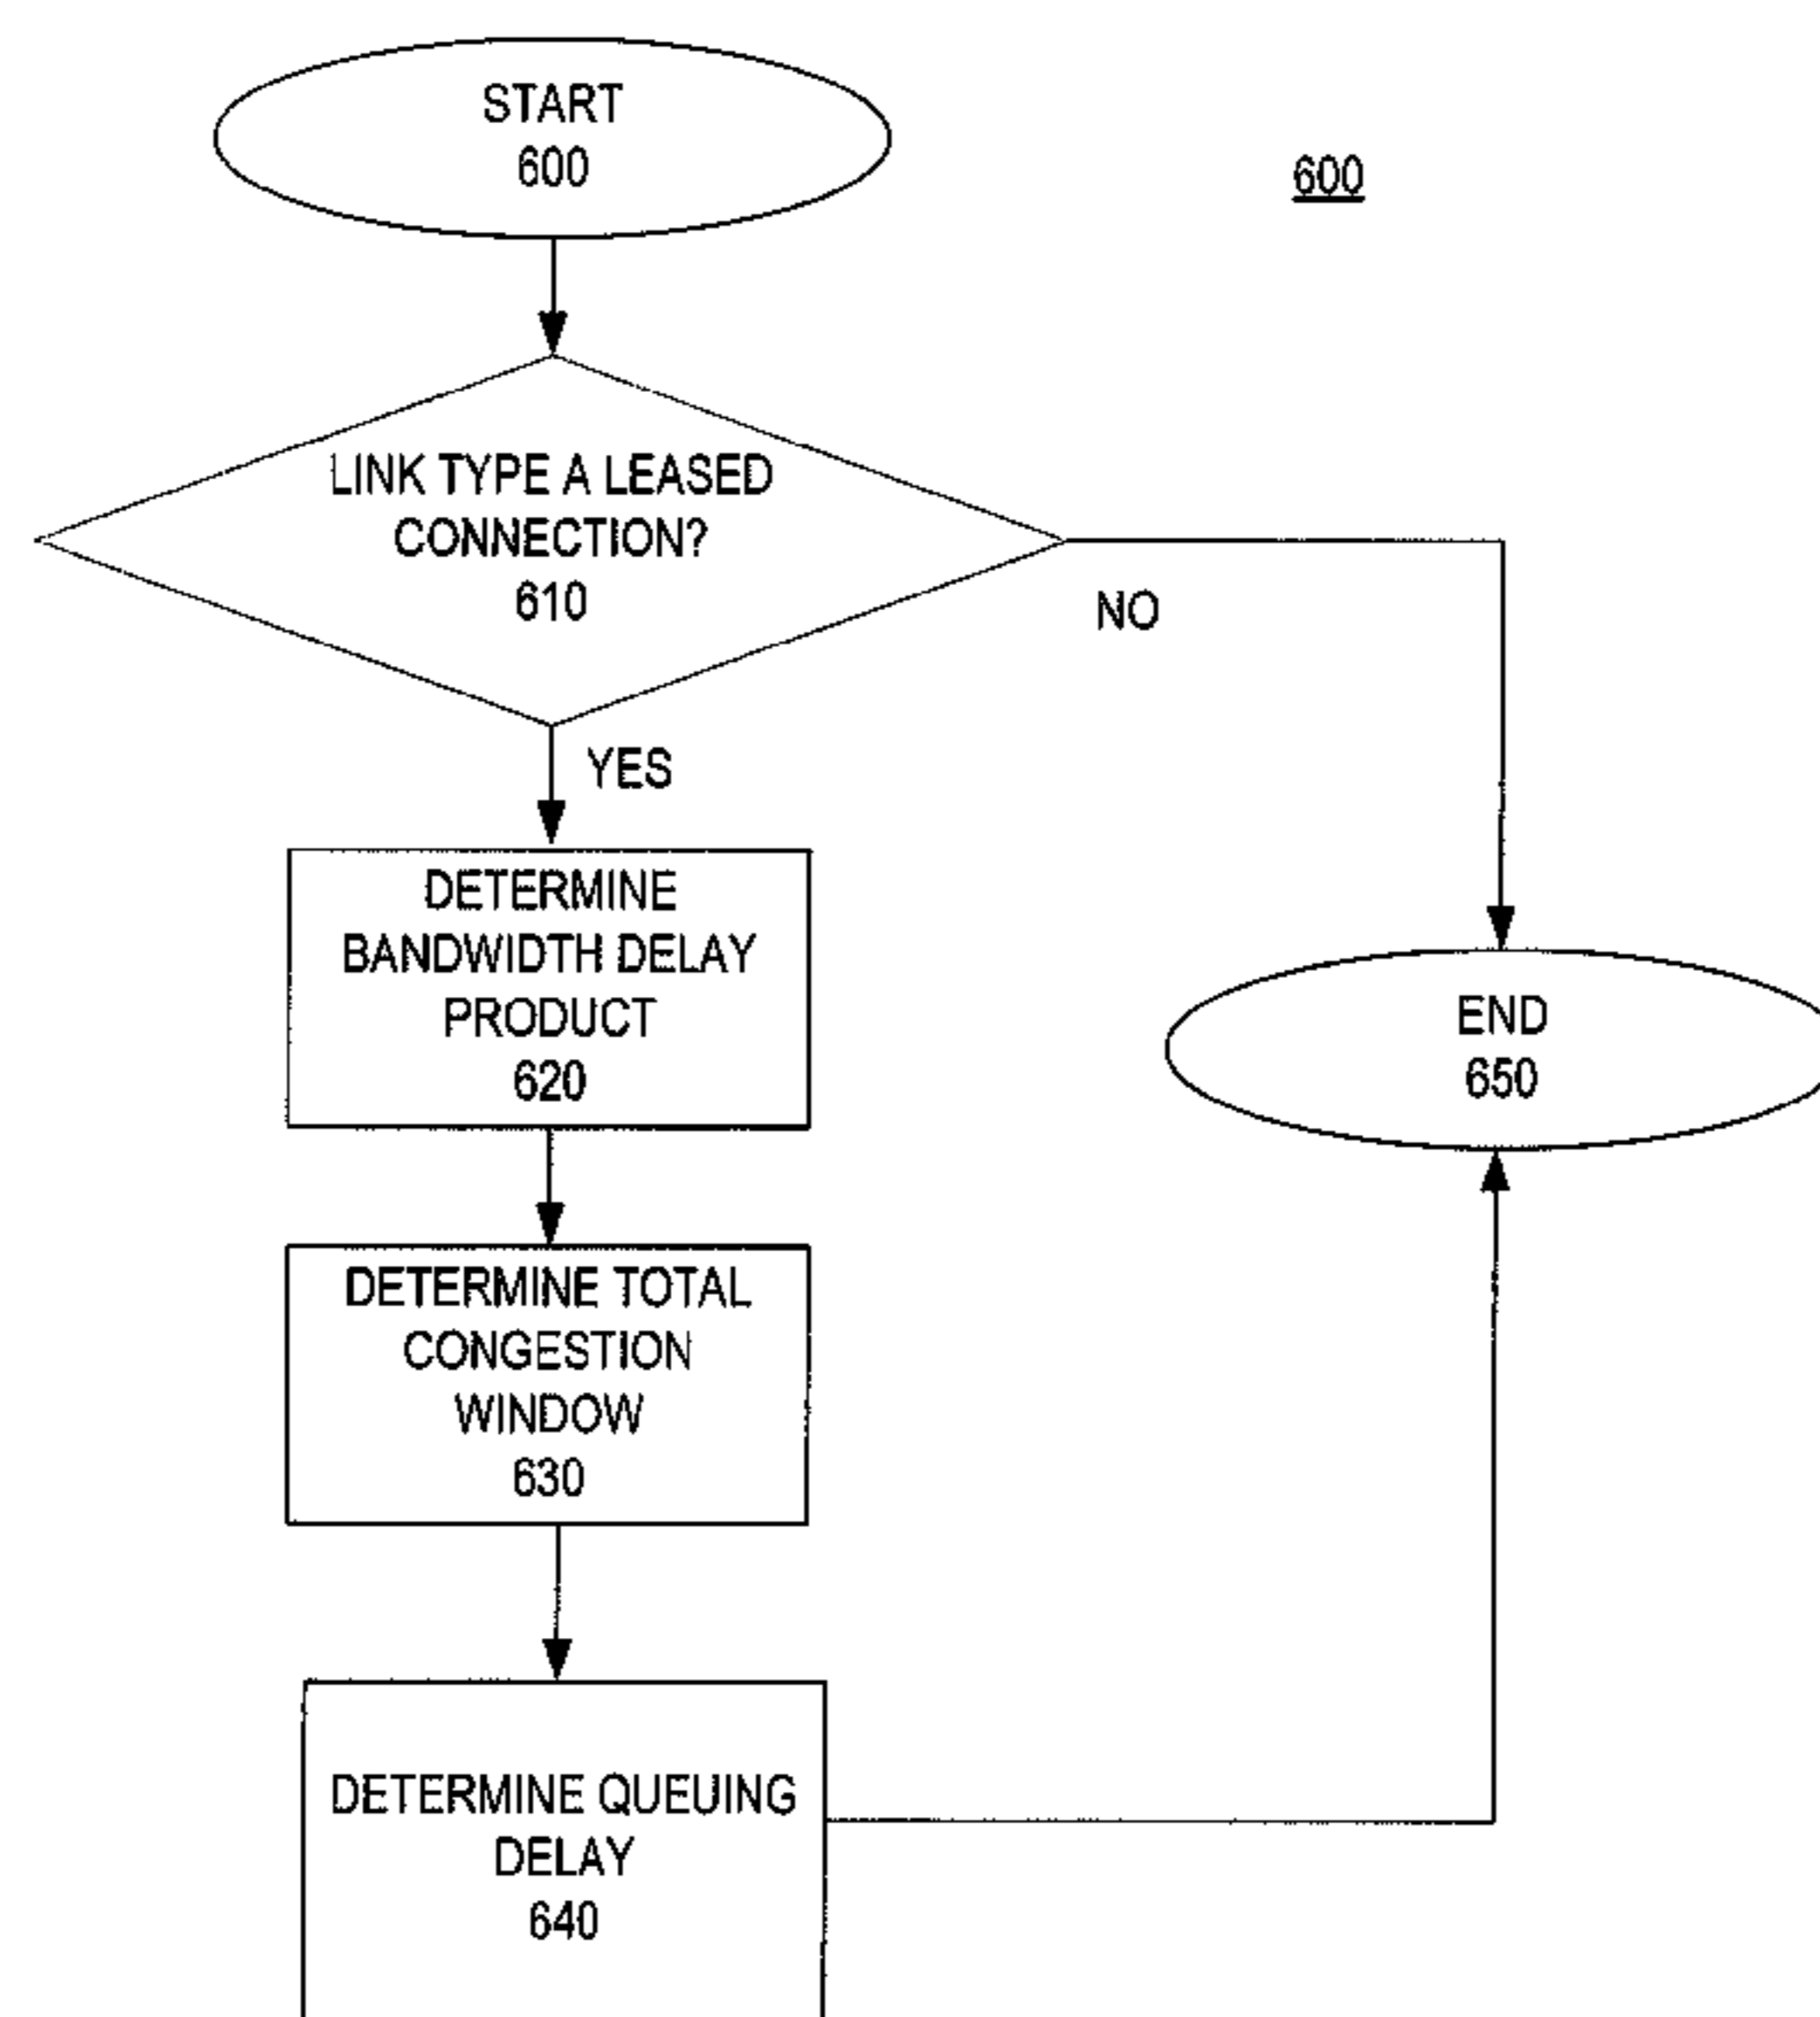 START
600
600
LINK TYPE A LEASED
CONNECTION?
610
NO
YES
DETERMINE
BANDWIDTH DELAY
PRODUCT
620
END
650
DETERMINE TOTAL
CONGESTION
WINDOW
630
DETERMINE QUEUING
DELAY
640